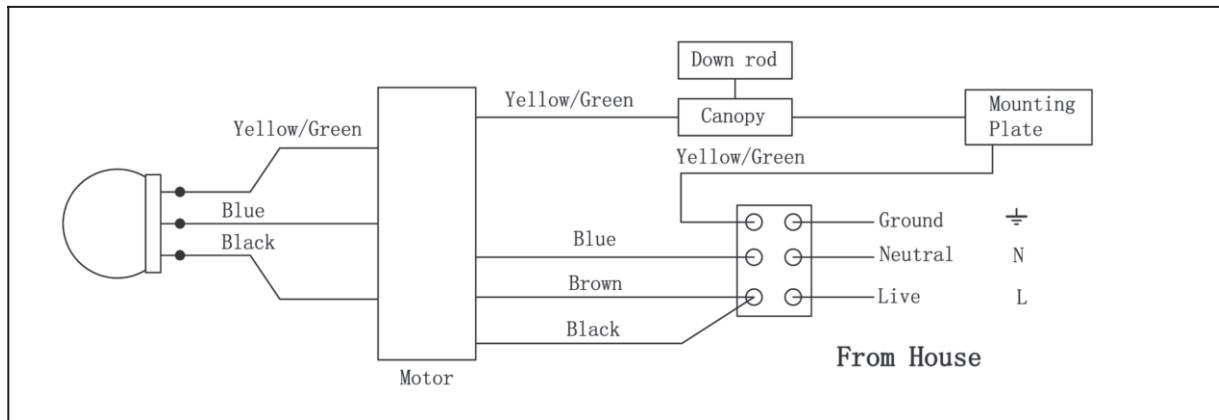 Down rod
Yellow/Green
Canopy
Mounting
Plate
Yellow/Green
Yellow/Green
Blue
Black
Blue
Brown
Black
Ground
Neutral N
Live L
From House
Motor